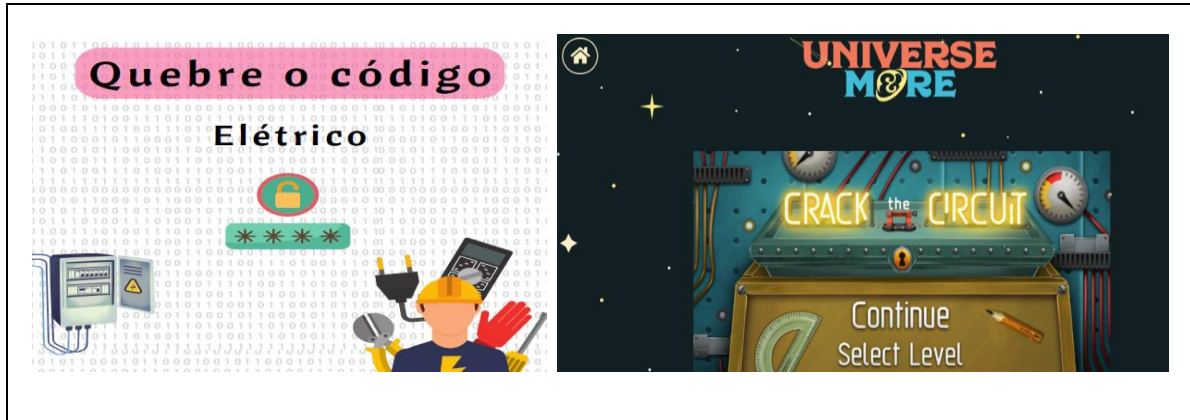 Quebre o código
Elétrico
* * * *
UNIVERSE
MORE
CRACK the CIRCUIT
Continue
Select Level